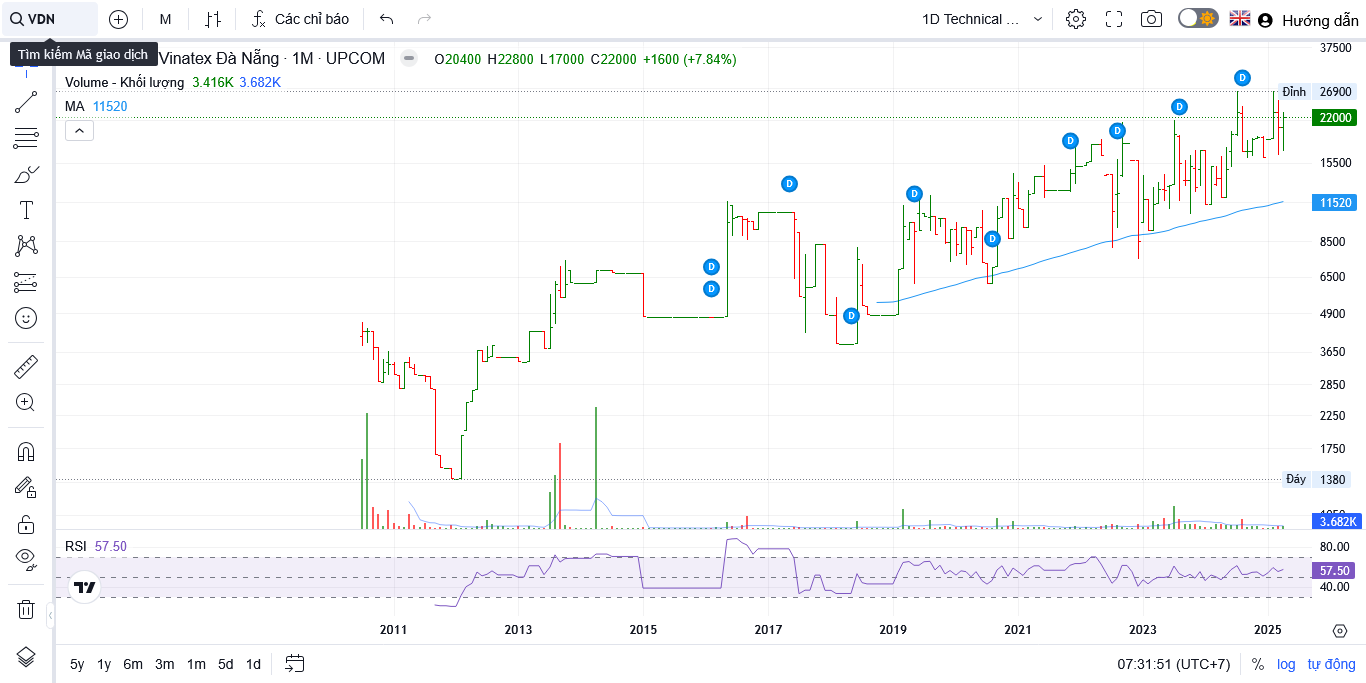 VDN
M
Các chỉ báo
1D Technical ...
Hướng dẫn
Tìm kiếm Mã giao dịch
Vinatex Đà Nẵng · 1M · UPCOM
O20400 H22800 L17000 C22000 +1600 (+7.84%)
Volume - Khối lượng 3.416K 3.682K
MA 11520
37500
Đỉnh 26900
22000
15500
11520
8500
6500
4900
3650
2850
2250
1750
Đáy 1380
3.682K
D
D
D
D
D
D
D
D
D
D
RSI 57.50
80.00
57.50
40.00
2011 2013 2015 2017 2019 2021 2023 2025
5y 1y 6m 3m 1m 5d 1d
07:31:51 (UTC+7)
% log tự động